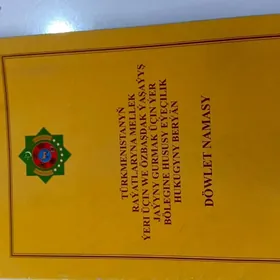 TÜRKMENISTANYŇ
RAÝATLARYNA MELLEK
ÝERI ÜÇIN WE ÖZBAŞDAK ÝAŞAÝYŞ
JAÝYNY GURMAK ÜÇIN ÝER
BÖLEGINE HUSUSY EÝEÇILIK
HUKUGYNY BERÝÄN
DÖWLET NAMASY